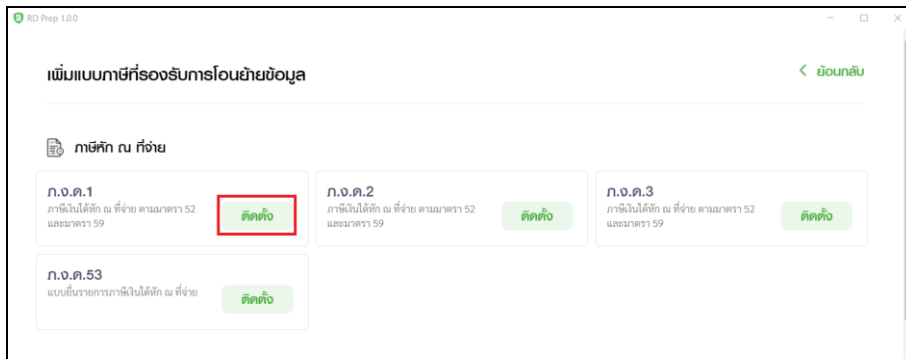 RD Prep 1.0.0
เพิ่มแบบภาษีที่รองรับการโอนย้ายข้อมูล
ย้อนกลับ
ภาษีหัก ณ ที่จ่าย
ภ.ง.ด.1
ภาษีเงินได้หัก ณ ที่จ่าย ตามมาตรา 52
และมาตรา 59
ติดตั้ง
ภ.ง.ด.2
ภาษีเงินได้หัก ณ ที่จ่าย ตามมาตรา 52
และมาตรา 59
ติดตั้ง
ภ.ง.ด.3
ภาษีเงินได้หัก ณ ที่จ่าย ตามมาตรา 52
และมาตรา 59
ติดตั้ง
ภ.ง.ด.53
แบบยื่นรายการภาษีเงินได้หัก ณ ที่จ่าย
ติดตั้ง